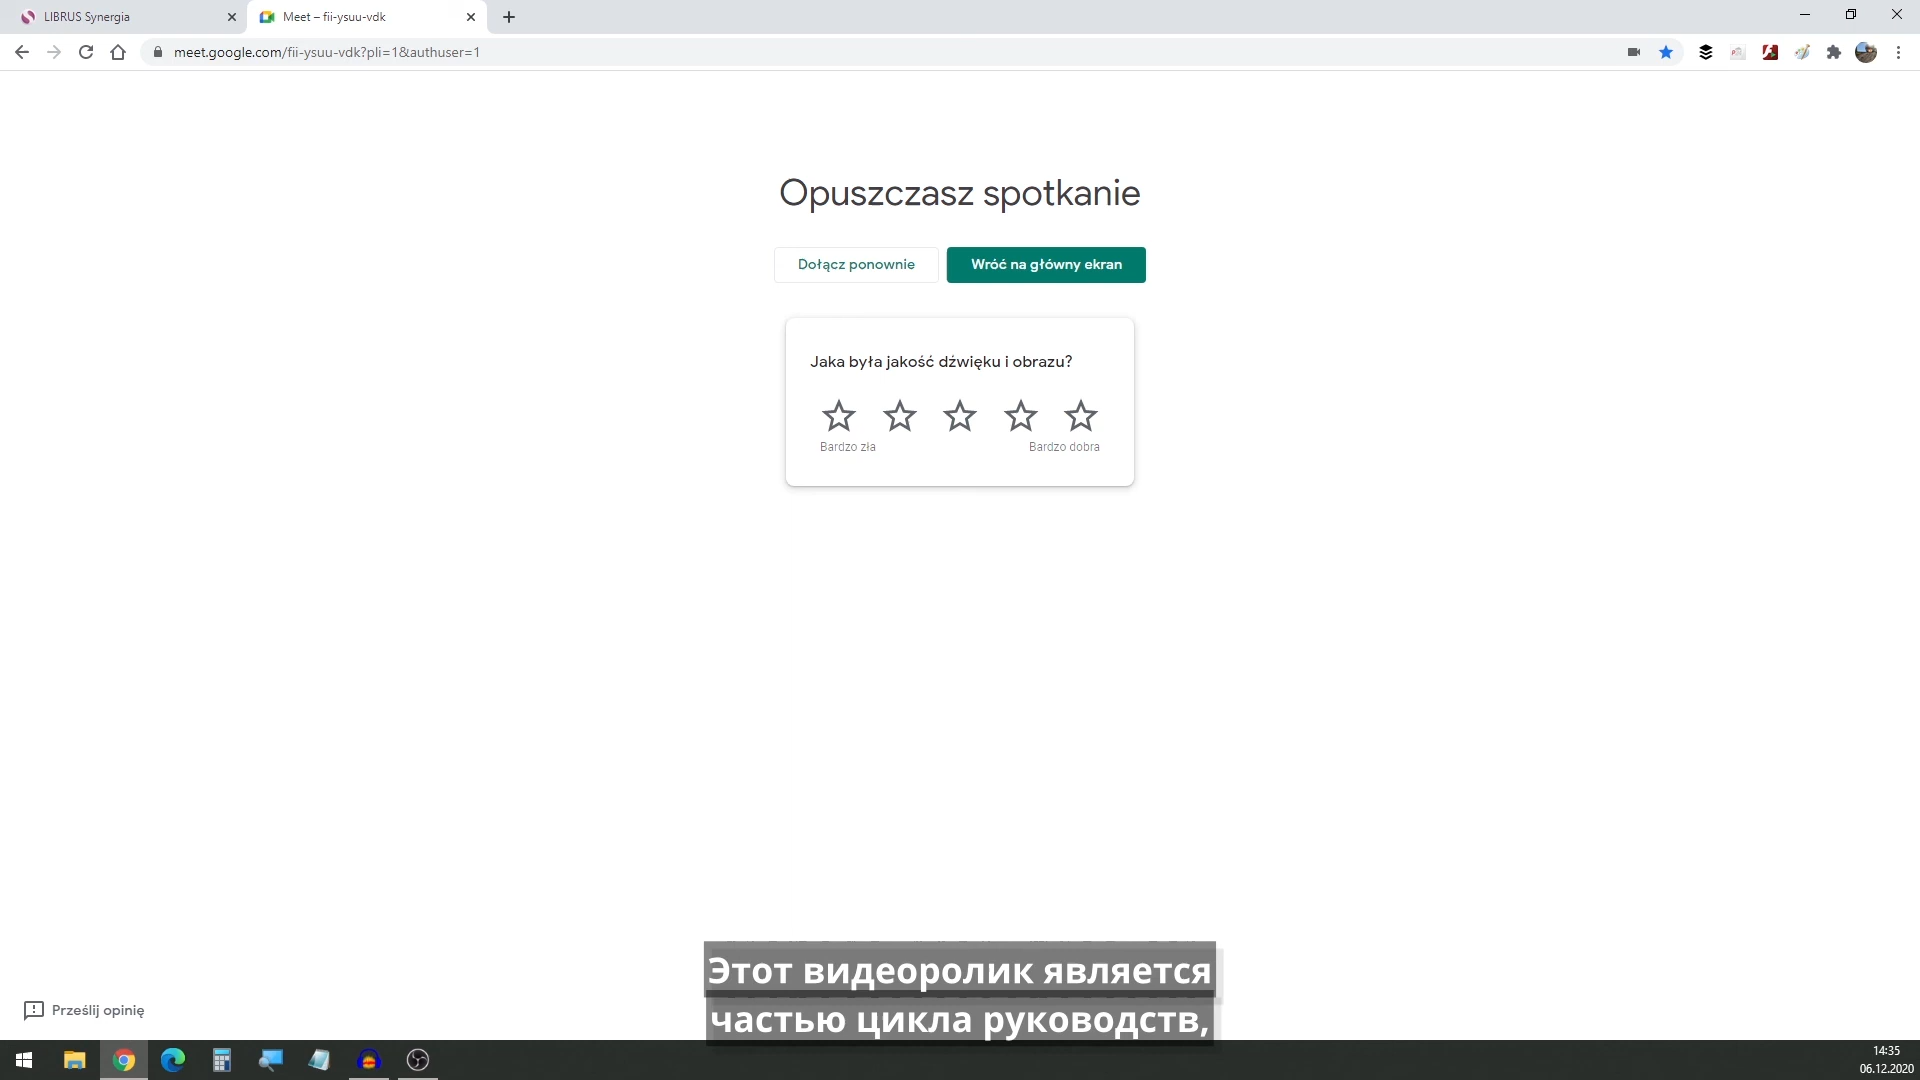 LIBRUS Synergia
Meet – fii-ysuu-vdk
meet.google.com/fii-ysuu-vdk?pli=1&authuser=1
Opuszczasz spotkanie
Dołącz ponownie
Wróć na główny ekran
Jaka była jakość dźwięku i obrazu?
Bardzo zła
Bardzo dobra
Этот видеоролик является
частью цикла руководств,
Prześlij opinię
14:35
06.12.2020